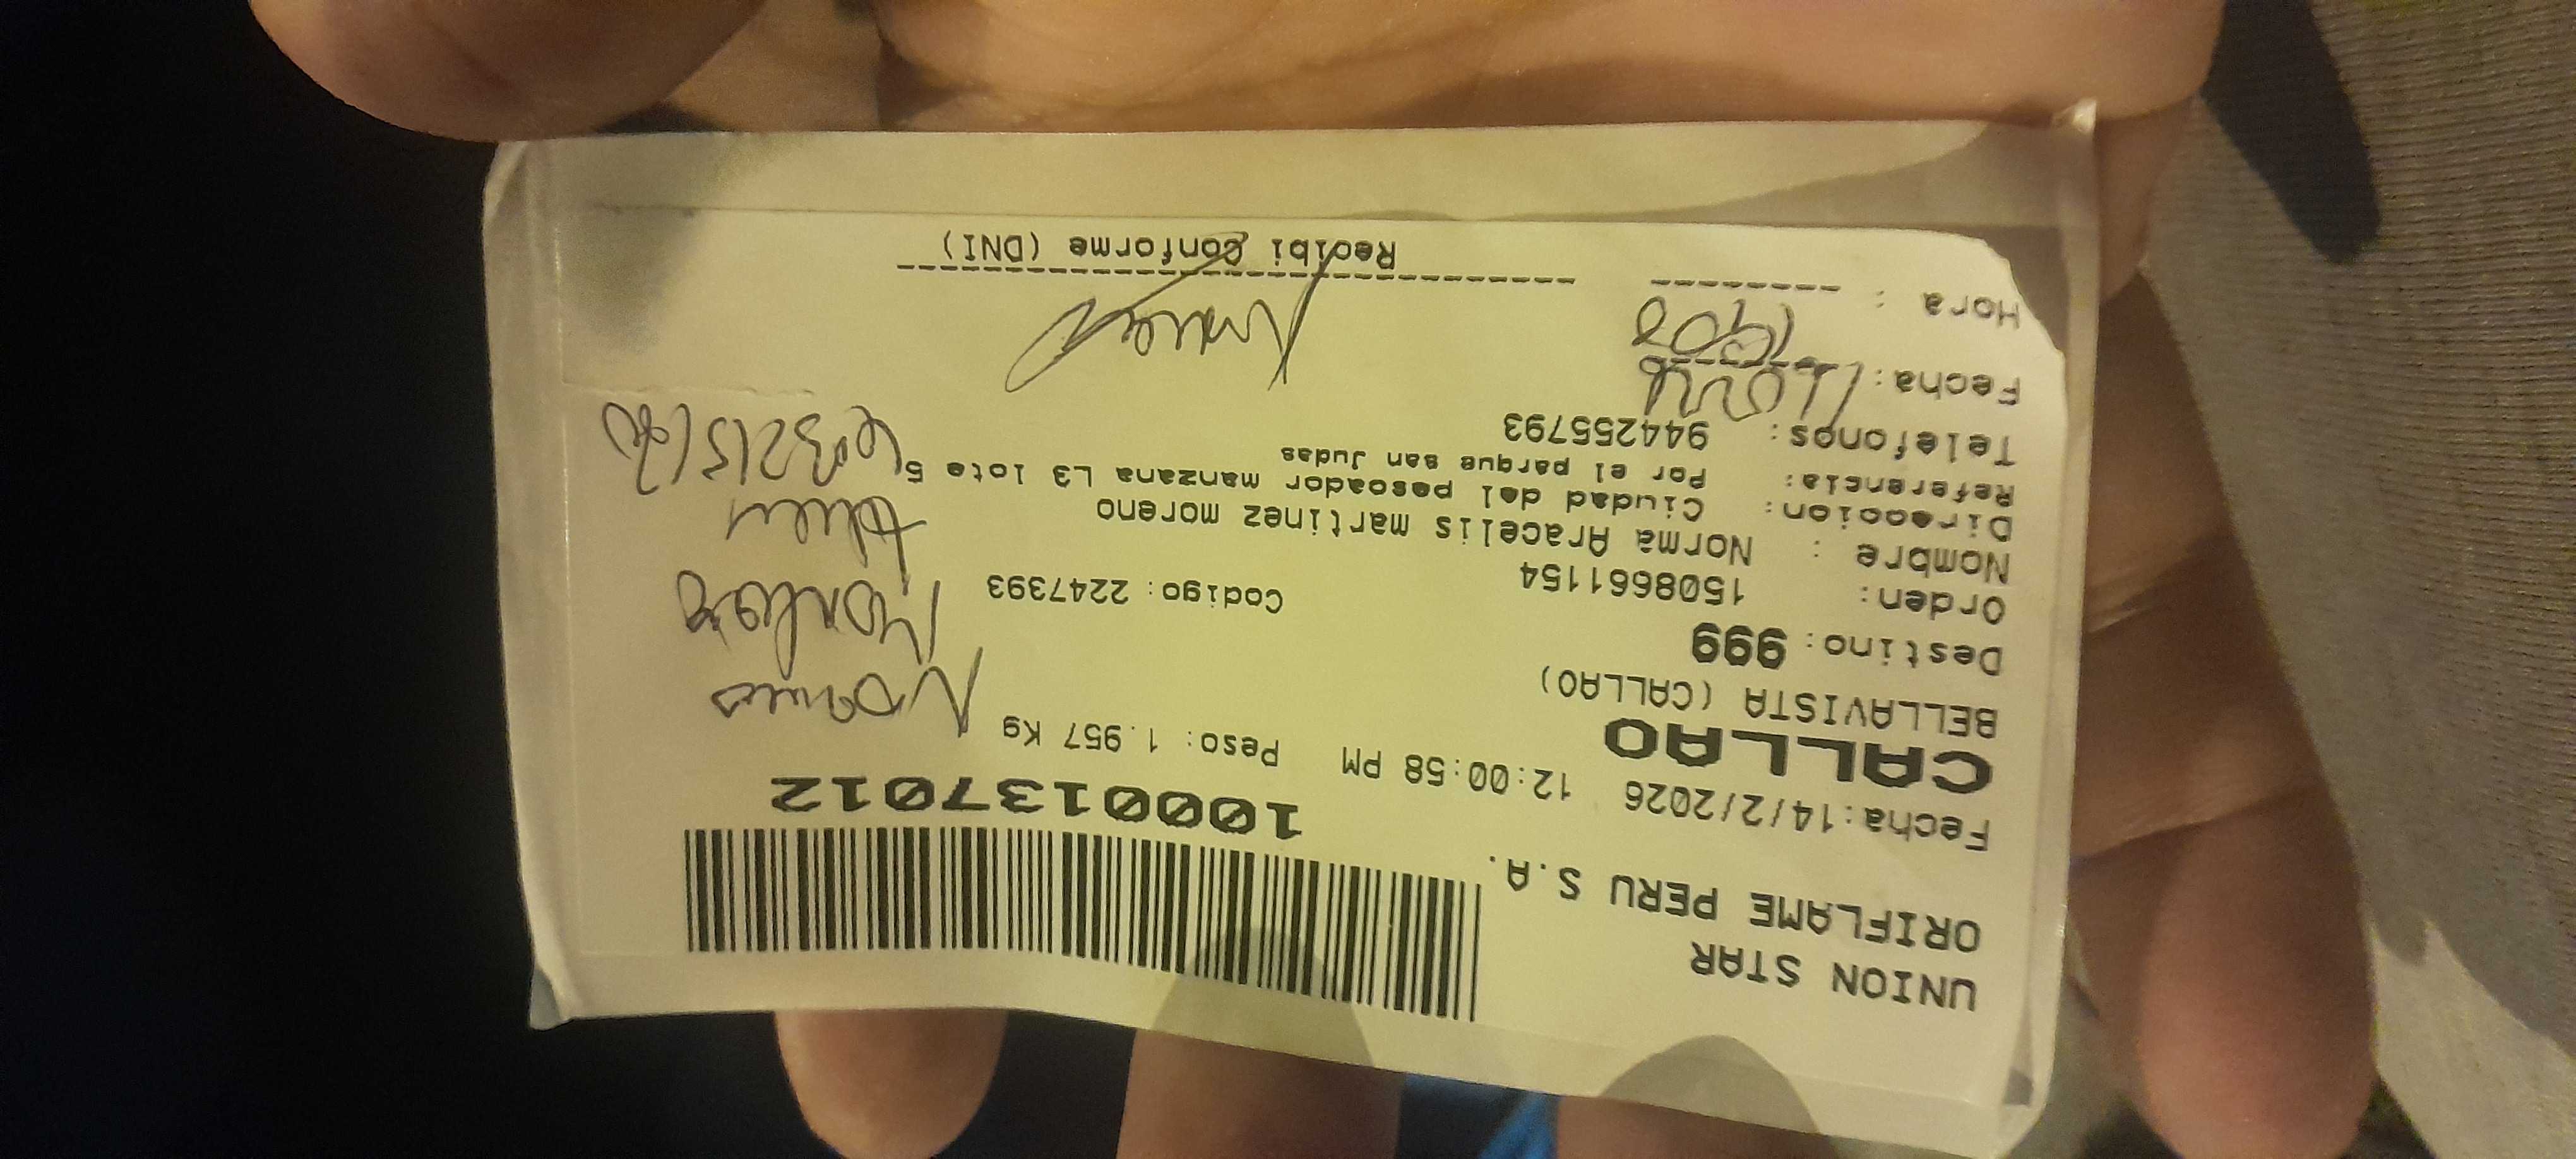 UNION STAR
ORIFLAME PERU S.A.
1000137012
Fecha:14/2/2026 12:00:58 PM Peso: 1.957 Kg
CALLAO
BELLAVISTA (CALLAO)
Destino: 999
Orden: 1508661154 Codigo: 2247393
Nombre : Norma Aracelis martinez moreno
Direccion: Ciudad del pescador manzana L3 lote 5
Referencia: Por el parque san Judas
Telefonos: 944255793
Fecha:
Hora :
Recibi Conforme (DNI)